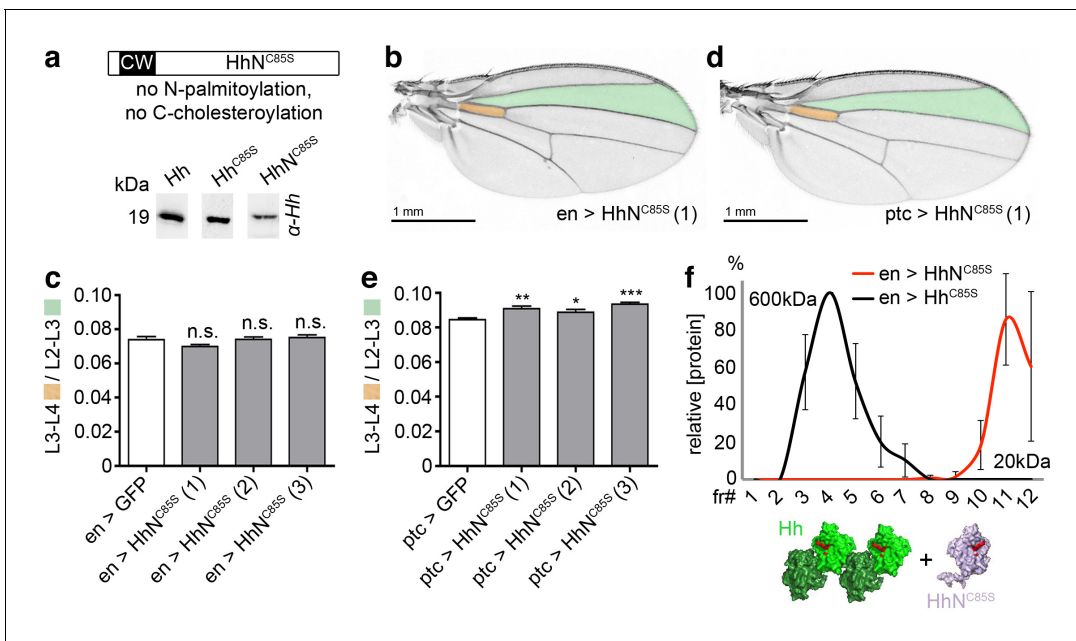 a
CW HhN^C85S
no N-palmitoylation,
no C-cholesteroylation
Hh Hh^C85S HhN^C85S
kDa
19
α-Hh
b
1 mm
en > HhN^C85S (1)
d
1 mm
ptc > HhN^C85S (1)
c
L3-L4 / L2-L3
0.10
0.08
0.06
0.04
0.02
0
n.s.
n.s.
n.s.
en > GFP
en > HhN^C85S (1)
en > HhN^C85S (2)
en > HhN^C85S (3)
e
L3-L4 / L2-L3
0.10
0.08
0.06
0.04
0.02
0
**
*
***
ptc > GFP
ptc > HhN^C85S (1)
ptc > HhN^C85S (2)
ptc > HhN^C85S (3)
f
%
en > HhN^C85S
en > Hh^C85S
relative [protein]
100
80
60
40
20
0
600kDa
20kDa
fr# 1 2 3 4 5 6 7 8 9 10 11 12
Hh
+
HhN^C85S